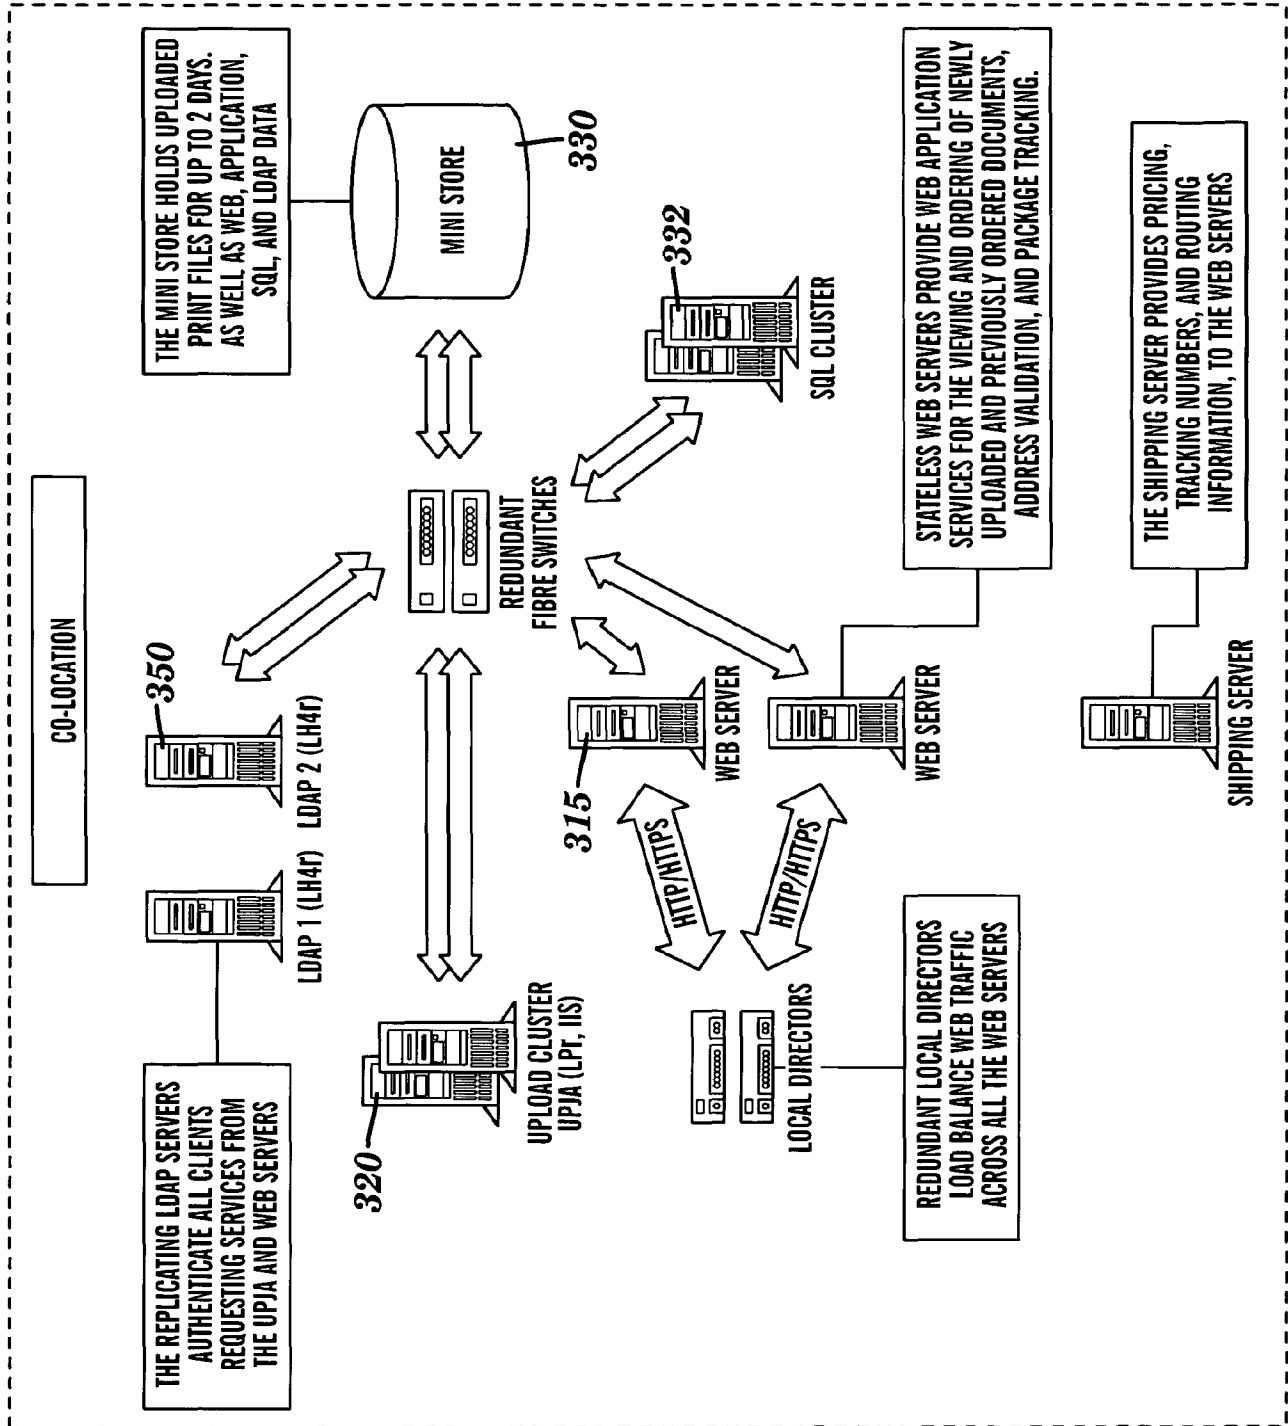 CO-LOCATION
THE REPLICATING LDAP SERVERS
AUTHENTICATE ALL CLIENTS
REQUESTING SERVICES FROM
THE UPJA AND WEB SERVERS
LDAP 1 (LH4r)
LDAP 2 (LH4r)
350
THE MINI STORE HOLDS UPLOADED
PRINT FILES FOR UP TO 2 DAYS.
AS WELL AS WEB, APPLICATION,
SQL, AND LDAP DATA
320
UPLOAD CLUSTER
UPJA (LPr, IIS)
REDUNDANT
FIBRE SWITCHES
MINI STORE
330
315
WEB SERVER
332
SQL CLUSTER
HTTP/HTTPS
HTTP/HTTPS
LOCAL DIRECTORS
WEB SERVER
REDUNDANT LOCAL DIRECTORS
LOAD BALANCE WEB TRAFFIC
ACROSS ALL THE WEB SERVERS
STATELESS WEB SERVERS PROVIDE WEB APPLICATION
SERVICES FOR THE VIEWING AND ORDERING OF NEWLY
UPLOADED AND PREVIOUSLY ORDERED DOCUMENTS,
ADDRESS VALIDATION, AND PACKAGE TRACKING.
SHIPPING SERVER
THE SHIPPING SERVER PROVIDES PRICING,
TRACKING NUMBERS, AND ROUTING
INFORMATION, TO THE WEB SERVERS